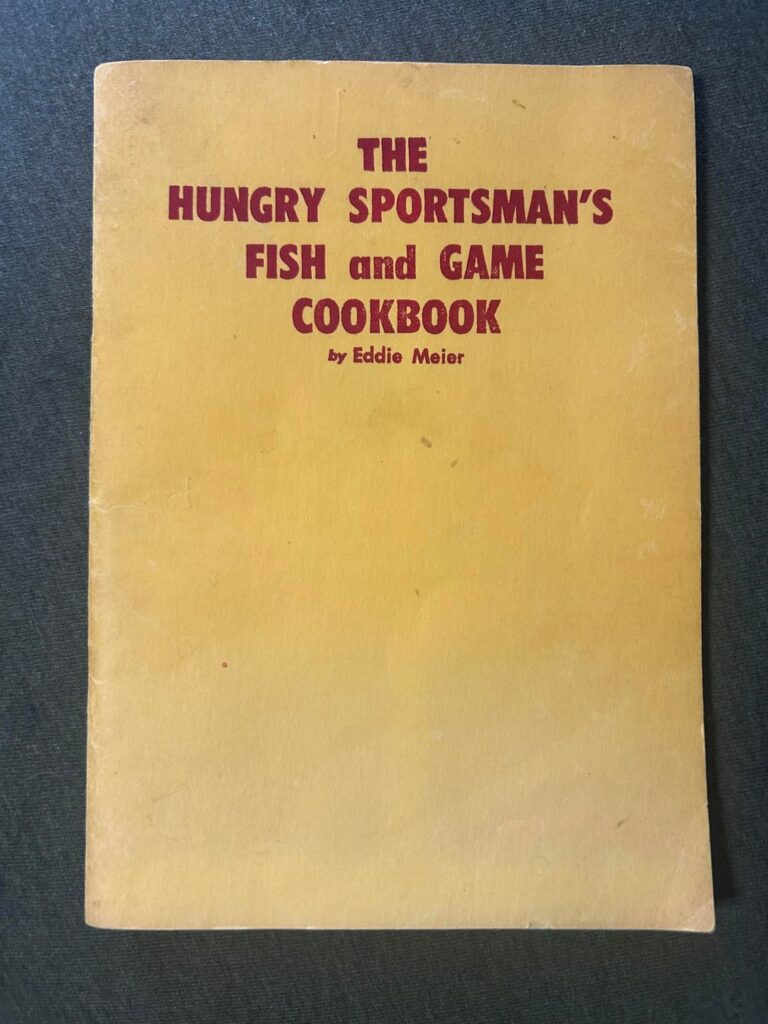 THE
HUNGRY SPORTSMAN'S
FISH and GAME
COOKBOOK
by Eddie Meier